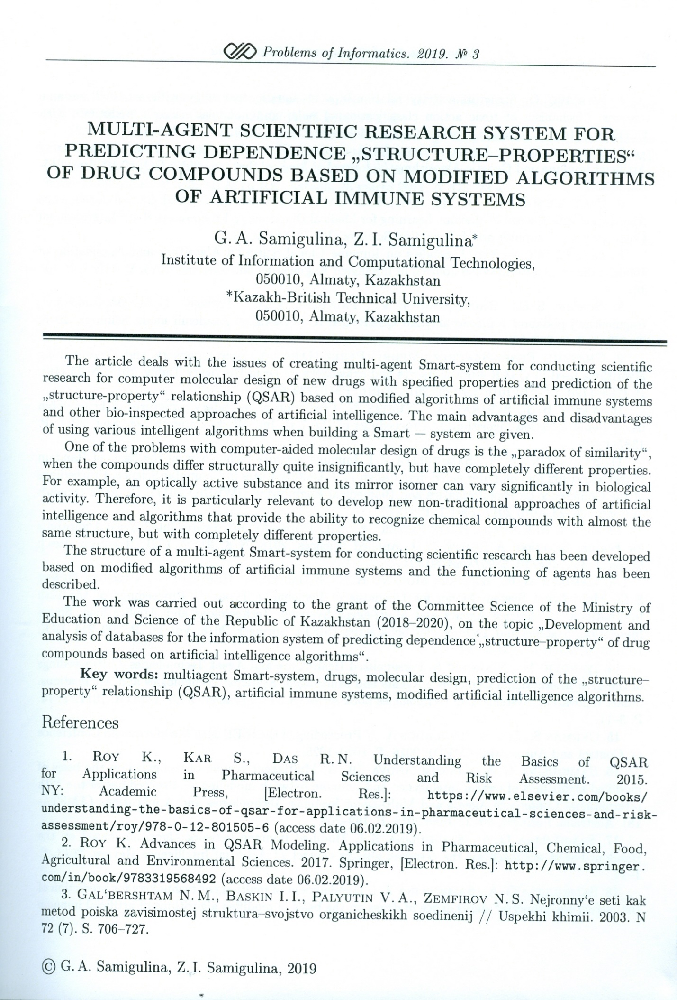 Problems of Informatics. 2019. № 3
MULTI-AGENT SCIENTIFIC RESEARCH SYSTEM FOR
PREDICTING DEPENDENCE „STRUCTURE–PROPERTIES“
OF DRUG COMPOUNDS BASED ON MODIFIED ALGORITHMS
OF ARTIFICIAL IMMUNE SYSTEMS
G. A. Samigulina, Z. I. Samigulina*
Institute of Information and Computational Technologies,
050010, Almaty, Kazakhstan
*Kazakh-British Technical University,
050010, Almaty, Kazakhstan
The article deals with the issues of creating multi-agent Smart-system for conducting scientific
research for computer molecular design of new drugs with specified properties and prediction of the
„structure-property“ relationship (QSAR) based on modified algorithms of artificial immune systems
and other bio-inspected approaches of artificial intelligence. The main advantages and disadvantages
of using various intelligent algorithms when building a Smart — system are given.
One of the problems with computer-aided molecular design of drugs is the „paradox of similarity“,
when the compounds differ structurally quite insignificantly, but have completely different properties.
For example, an optically active substance and its mirror isomer can vary significantly in biological
activity. Therefore, it is particularly relevant to develop new non-traditional approaches of artificial
intelligence and algorithms that provide the ability to recognize chemical compounds with almost the
same structure, but with completely different properties.
The structure of a multi-agent Smart-system for conducting scientific research has been developed
based on modified algorithms of artificial immune systems and the functioning of agents has been
described.
The work was carried out according to the grant of the Committee Science of the Ministry of
Education and Science of the Republic of Kazakhstan (2018–2020), on the topic „Development and
analysis of databases for the information system of predicting dependence „structure–property“ of drug
compounds based on artificial intelligence algorithms“.
Key words: multiagent Smart-system, drugs, molecular design, prediction of the „structure–
property“ relationship (QSAR), artificial immune systems, modified artificial intelligence algorithms.
References
1. ROY K., KAR S., DAS R. N. Understanding the Basics of QSAR
for Applications in Pharmaceutical Sciences and Risk Assessment. 2015.
NY: Academic Press, [Electron. Res.]: https://www.elsevier.com/books/
understanding-the-basics-of-qsar-for-applications-in-pharmaceutical-sciences-and-risk-
assessment/roy/978-0-12-801505-6 (access date 06.02.2019).
2. ROY K. Advances in QSAR Modeling. Applications in Pharmaceutical, Chemical, Food,
Agricultural and Environmental Sciences. 2017. Springer, [Electron. Res.]: http://www.springer.
com/in/book/9783319568492 (access date 06.02.2019).
3. GAL‘BERSHTAM N. M., BASKIN I. I., PALYUTIN V. A., ZEMFIROV N. S. Nejronny‘e seti kak
metod poiska zavisimostej struktura–svojstvo organicheskikh soedinenij // Uspekhi khimii. 2003. N
72 (7). S. 706–727.
© G. A. Samigulina, Z. I. Samigulina, 2019